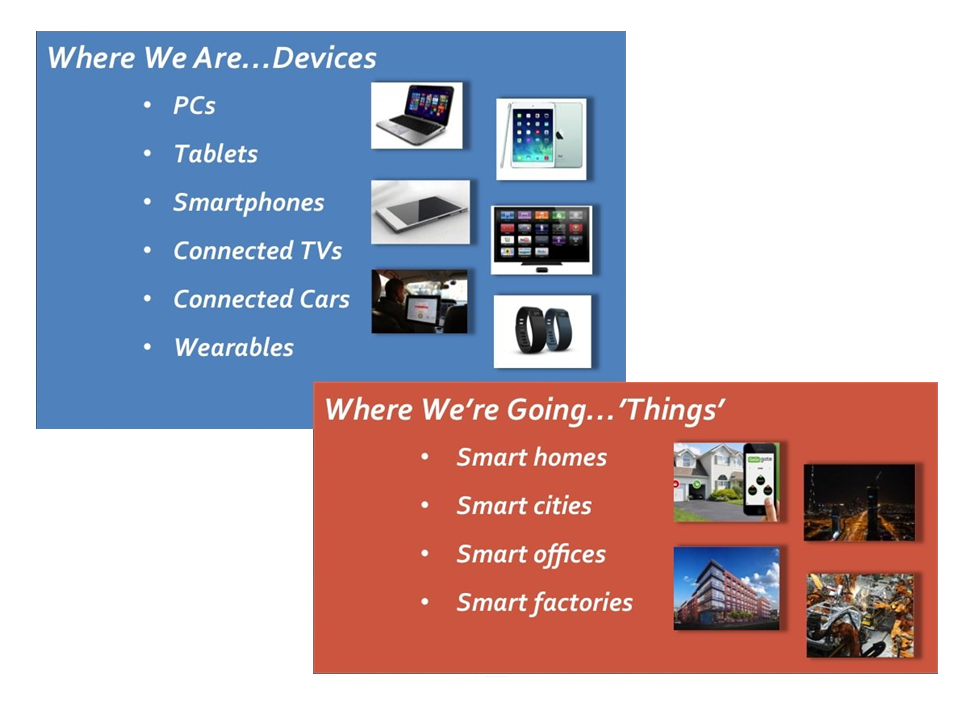 Where We Are...Devices
• PCs
• Tablets
• Smartphones
• Connected TVs
• Connected Cars
• Wearables
Where We’re Going...’Things’
• Smart homes
• Smart cities
• Smart offices
• Smart factories